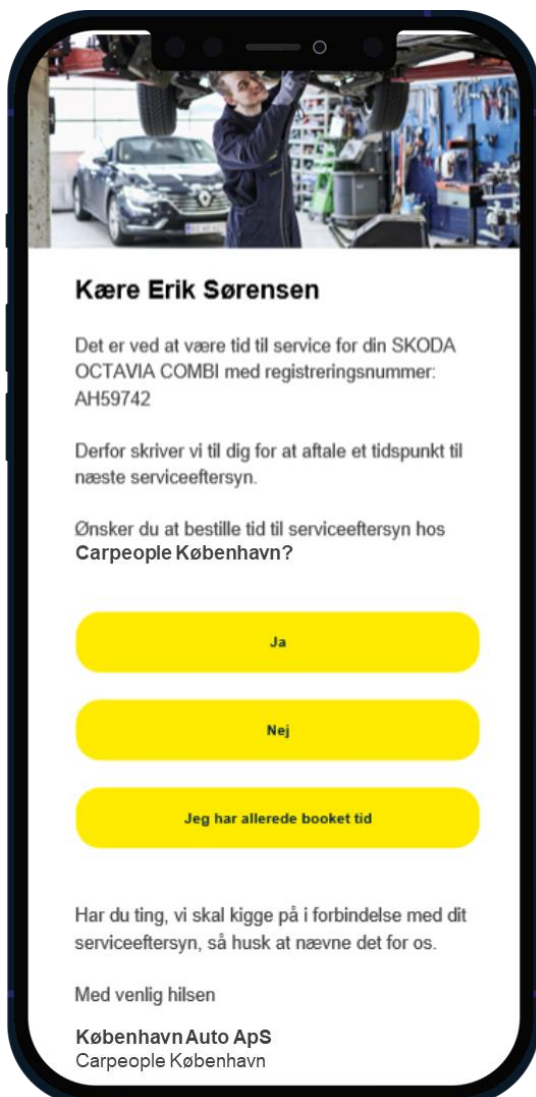 Kære Erik Sørensen
Det er ved at være tid til service for din SKODA
OCTAVIA COMBI med registreringsnummer:
AH59742
Derfor skriver vi til dig for at aftale et tidspunkt til
næste serviceeftersyn.
Ønsker du at bestille tid til serviceeftersyn hos
Carpeople København?
Ja
Nej
Jeg har allerede booket tid
Har du ting, vi skal kigge på i forbindelse med dit
serviceeftersyn, så husk at nævne det for os.
Med venlig hilsen
København Auto ApS
Carpeople København